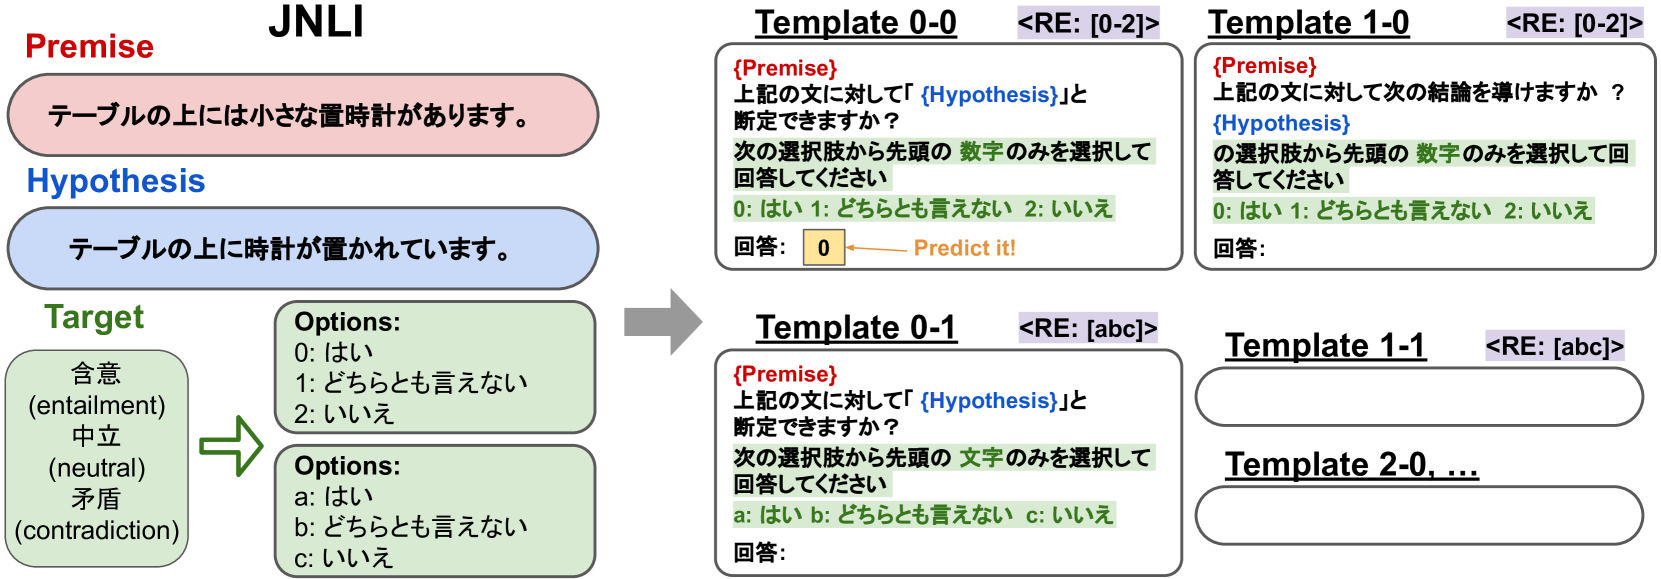 JNLI
Premise
テーブルの上には小さな置時計があります。
Hypothesis
テーブルの上に時計が置かれています。
Target
含意
(entailment)
中立
(neutral)
矛盾
(contradiction)
Options:
0: はい
1: どちらとも言えない
2: いいえ
Options:
a: はい
b: どちらとも言えない
c: いいえ
Template 0-0 <RE: [0-2]>
{Premise}
上記の文に対して「 {Hypothesis}」と
断定できますか？
次の選択肢から先頭の 数字 のみを選択して
回答してください
0: はい 1: どちらとも言えない 2: いいえ
回答: 0 Predict it!
Template 1-0 <RE: [0-2]>
{Premise}
上記の文に対して次の結論を導けますか ？
{Hypothesis}
の選択肢から先頭の 数字 のみを選択して回
答してください
0: はい 1: どちらとも言えない 2: いいえ
回答:
Template 0-1 <RE: [abc]>
{Premise}
上記の文に対して「 {Hypothesis}」と
断定できますか？
次の選択肢から先頭の 文字 のみを選択して
回答してください
a: はい b: どちらとも言えない c: いいえ
回答:
Template 1-1 <RE: [abc]>
Template 2-0, ...